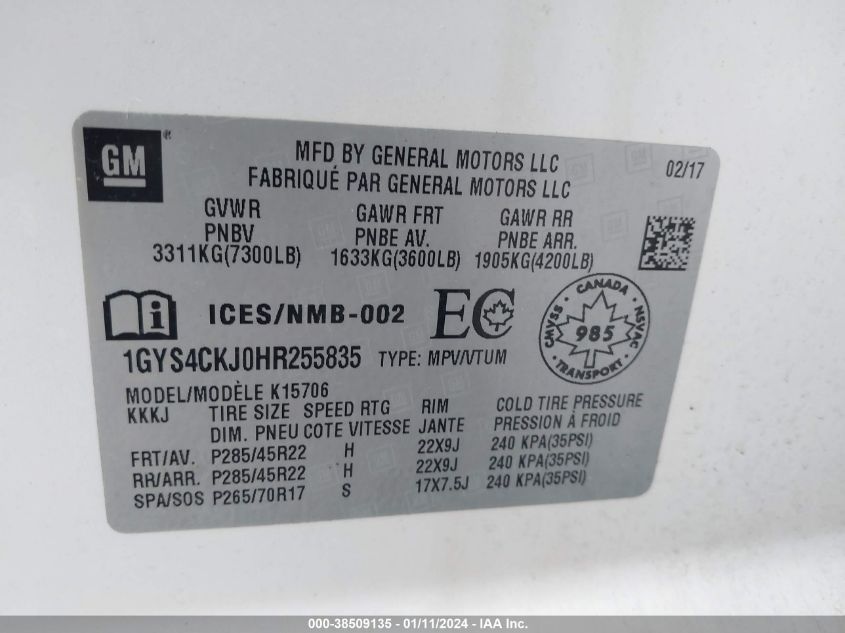 GM ®
MFD BY GENERAL MOTORS LLC
FABRIQUÉ PAR GENERAL MOTORS LLC
02/17
GVWR GAWR FRT GAWR RR
PNBV PNBE AV. PNBE ARR.
3311KG(7300LB) 1633KG(3600LB) 1905KG(4200LB)
i ICES/NMB-002 EC
CANADA
CMVSS 985 NSVAC
TRANSPORT
1GYS4CKJ0HR255835 TYPE: MPV/VTUM
MODEL/MODÈLE K15706
KKKJ TIRE SIZE SPEED RTG RIM COLD TIRE PRESSURE
DIM. PNEU COTE VITESSE JANTE PRESSION À FROID
FRT/AV. P285/45R22 H 22X9J 240 KPA(35PSI)
RR/ARR. P285/45R22 H 22X9J 240 KPA(35PSI)
SPA/SOS P265/70R17 S 17X7.5J 240 KPA(35PSI)
000-38509135 - 01/11/2024 - IAA Inc.